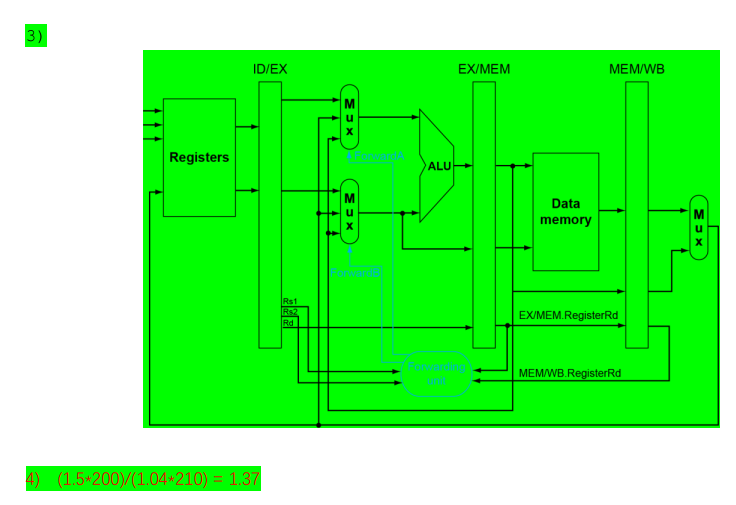 3)
ID/EX
EX/MEM
MEM/WB
M
u
x
Registers
ForwardA
ALU
M
u
x
Data
memory
M
u
x
ForwardB
Rs1
Rs2
Rd
EX/MEM.RegisterRd
Forwarding
unit
MEM/WB.RegisterRd
4) (1.5*200)/(1.04*210) = 1.37